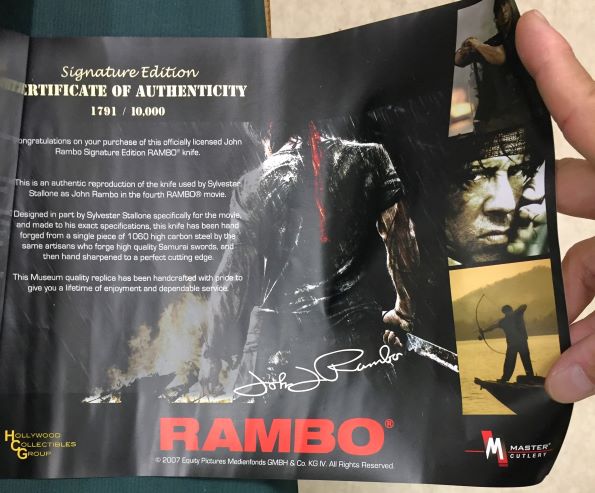 Signature Edition
CERTIFICATE OF AUTHENTICITY
1791 / 10,000
Congratulations on your purchase of this officially licensed John
Rambo Signature Edition RAMBO® knife.
This is an authentic reproduction of the knife used by Sylvester
Stallone as John Rambo in the fourth RAMBO® movie.
Designed in part by Sylvester Stallone specifically for the movie,
and made to his exact specifications, this knife has been hand
forged from a single piece of 1060 high carbon steel by the
same artisans who forge high quality Samurai swords, and
then hand sharpened to a perfect cutting edge.
This Museum quality replica has been handcrafted with pride to
give you a lifetime of enjoyment and dependable service.
John J Rambo
RAMBO®
HOLLYWOOD
COLLECTIBLES
GROUP
M MASTER®
CUTLERY
© 2007 Equity Pictures Medienfonds GMBH & Co. KG IV. All Rights Reserved.